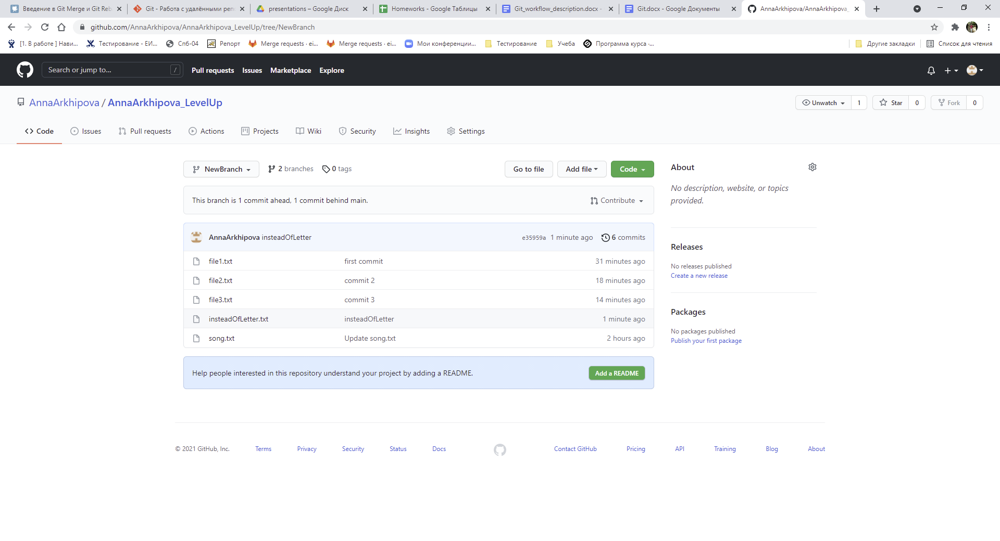 Введение в Git Merge и Git Reb
Git - Работа с удалёнными реп
presentations – Google Диск
Homeworks - Google Таблицы
Git_workflow_description.docx -
Git.docx - Google Документы
AnnaArkhipova/AnnaArkhipova_
github.com/AnnaArkhipova/AnnaArkhipova_LevelUp/tree/NewBranch
[1. В работе ] Нави...
Тестирование - ЕИ...
Спб-04
Репорт
Merge requests · ei...
Merge requests · ei...
Мои конференции...
Тестирование
Учеба
Программа курса ·...
Другие закладки
Список для чтения
Search or jump to...
/
Pull requests
Issues
Marketplace
Explore
AnnaArkhipova / AnnaArkhipova_LevelUp
Unwatch 1
Star 0
Fork 0
Code
Issues
Pull requests
Actions
Projects
Wiki
Security
Insights
Settings
NewBranch
2 branches
0 tags
Go to file
Add file
Code
This branch is 1 commit ahead, 1 commit behind main.
Contribute
AnnaArkhipova insteadOfLetter
e35959a 1 minute ago
6 commits
file1.txt first commit 31 minutes ago
file2.txt commit 2 18 minutes ago
file3.txt commit 3 14 minutes ago
insteadOfLetter.txt insteadOfLetter 1 minute ago
song.txt Update song.txt 2 hours ago
Help people interested in this repository understand your project by adding a README.
Add a README
About
No description, website, or topics
provided.
Releases
No releases published
Create a new release
Packages
No packages published
Publish your first package
© 2021 GitHub, Inc.
Terms
Privacy
Security
Status
Docs
Contact GitHub
Pricing
API
Training
Blog
About